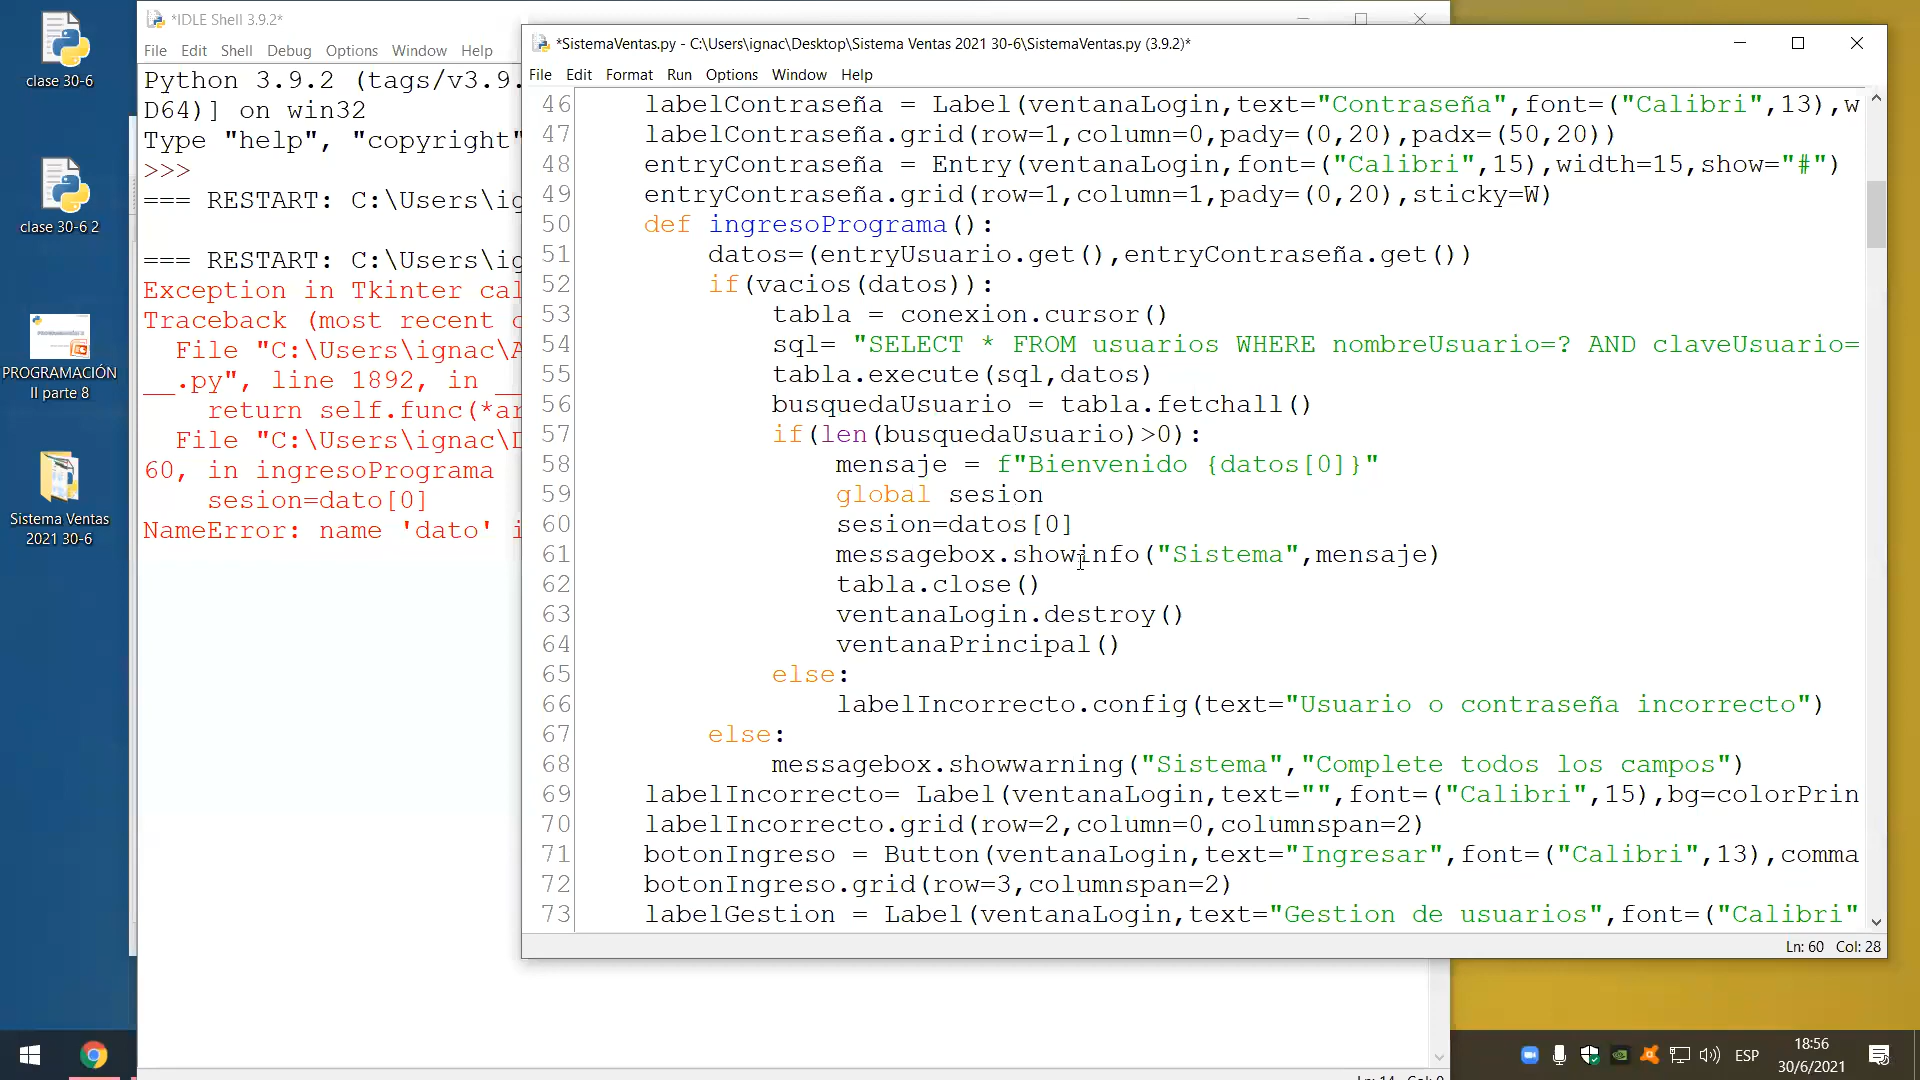 clase 30-6
clase 30-6 2
PROGRAMACIÓN
II parte 8
Sistema Ventas
2021 30-6
*IDLE Shell 3.9.2*
File Edit Shell Debug Options Window Help
Python 3.9.2 (tags/v3.9.
D64)] on win32
Type "help", "copyright"
>>>
=== RESTART: C:\Users\ig
=== RESTART: C:\Users\ig
Exception in Tkinter cal
Traceback (most recent c
File "C:\Users\ignac\A
__.py", line 1892, in __
return self.func(*ar
File "C:\Users\ignac\D
60, in ingresoPrograma
sesion=dato[0]
NameError: name 'dato' i
*SistemaVentas.py - C:\Users\ignac\Desktop\Sistema Ventas 2021 30-6\SistemaVentas.py (3.9.2)*
File Edit Format Run Options Window Help
46 labelContraseña = Label(ventanaLogin,text="Contraseña",font=("Calibri",13),w
47 labelContraseña.grid(row=1,column=0,pady=(0,20),padx=(50,20))
48 entryContraseña = Entry(ventanaLogin,font=("Calibri",15),width=15,show="#")
49 entryContraseña.grid(row=1,column=1,pady=(0,20),sticky=W)
50 def ingresoPrograma():
51 datos=(entryUsuario.get(),entryContraseña.get())
52 if(vacios(datos)):
53 tabla = conexion.cursor()
54 sql= "SELECT * FROM usuarios WHERE nombreUsuario=? AND claveUsuario=
55 tabla.execute(sql,datos)
56 busquedaUsuario = tabla.fetchall()
57 if(len(busquedaUsuario)>0):
58 mensaje = f"Bienvenido {datos[0]}"
59 global sesion
60 sesion=datos[0]
61 messagebox.showinfo("Sistema",mensaje)
62 tabla.close()
63 ventanaLogin.destroy()
64 ventanaPrincipal()
65 else:
66 labelIncorrecto.config(text="Usuario o contraseña incorrecto")
67 else:
68 messagebox.showwarning("Sistema","Complete todos los campos")
69 labelIncorrecto= Label(ventanaLogin,text="",font=("Calibri",15),bg=colorPrin
70 labelIncorrecto.grid(row=2,column=0,columnspan=2)
71 botonIngreso = Button(ventanaLogin,text="Ingresar",font=("Calibri",13),comma
72 botonIngreso.grid(row=3,columnspan=2)
73 labelGestion = Label(ventanaLogin,text="Gestion de usuarios",font=("Calibri"
Ln: 60 Col: 28
ESP
18:56
30/6/2021